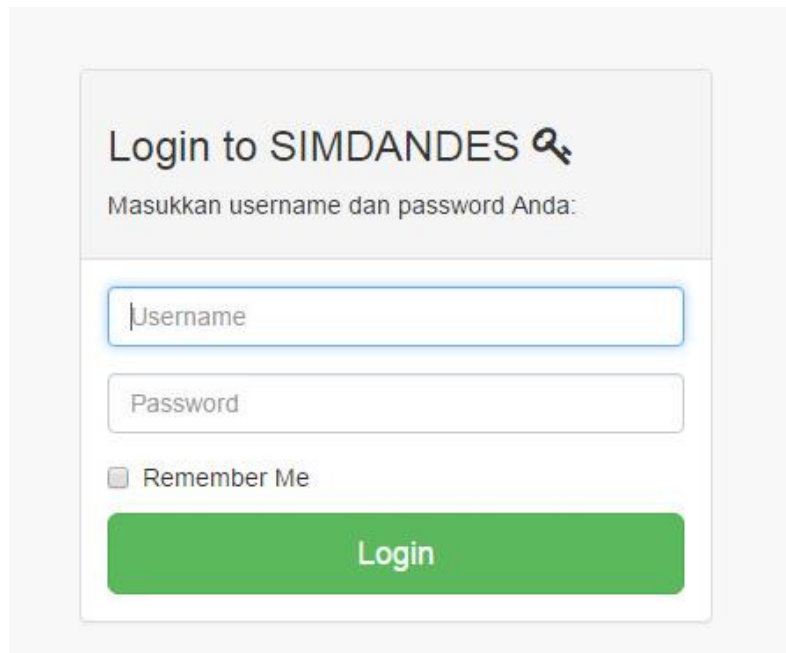 Login to SIMDANDES
Masukkan username dan password Anda:
Username
Password
Remember Me
Login